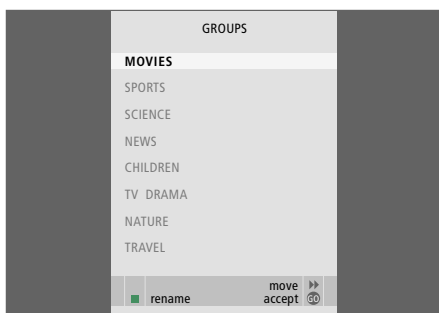 GROUPS
MOVIES
SPORTS
SCIENCE
NEWS
CHILDREN
TV DRAMA
NATURE
TRAVEL
move
rename accept GO